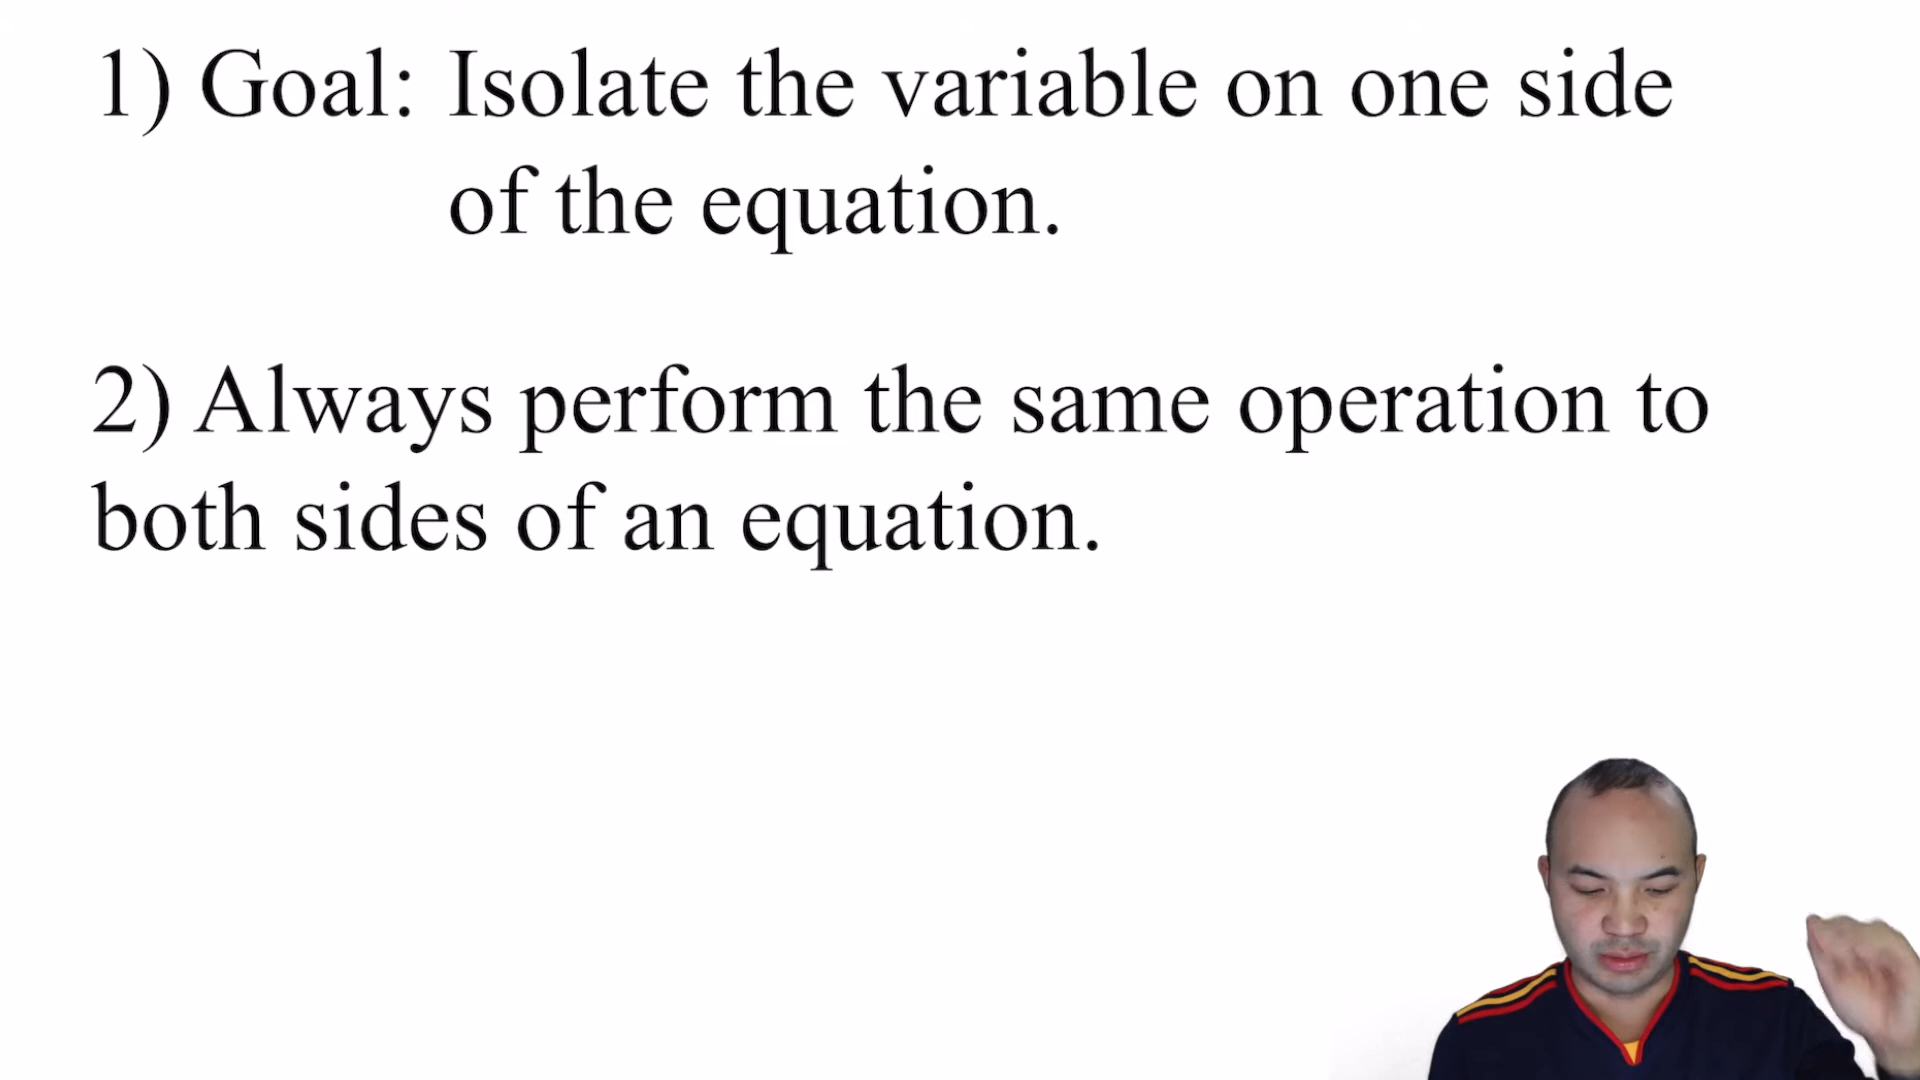 1) Goal: Isolate the variable on one side
of the equation.
2) Always perform the same operation to
both sides of an equation.